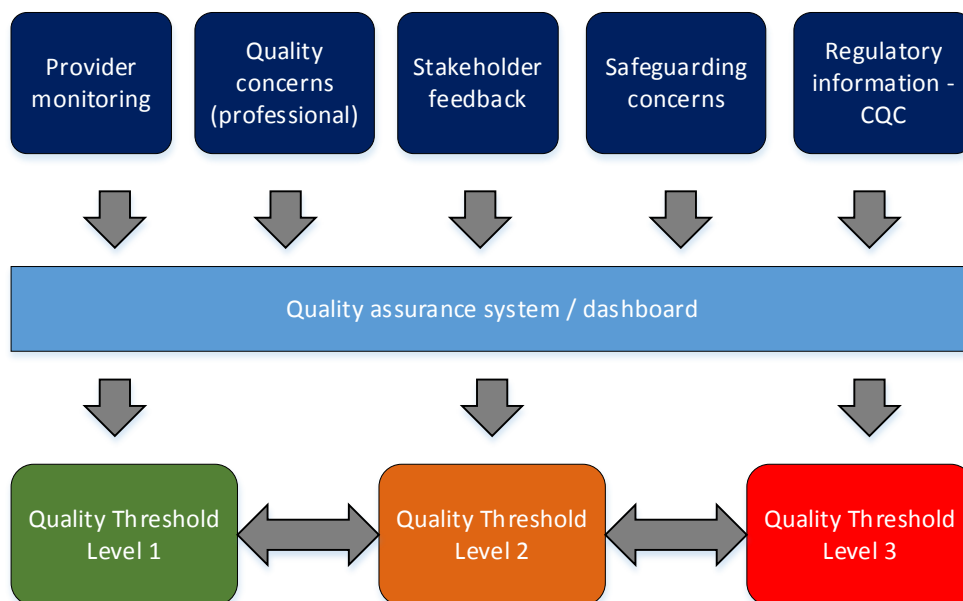 Provider
monitoring
Quality
concerns
(professional)
Stakeholder
feedback
Safeguarding
concerns
Regulatory
information -
CQC
Quality assurance system / dashboard
Quality Threshold
Level 1
Quality Threshold
Level 2
Quality Threshold
Level 3